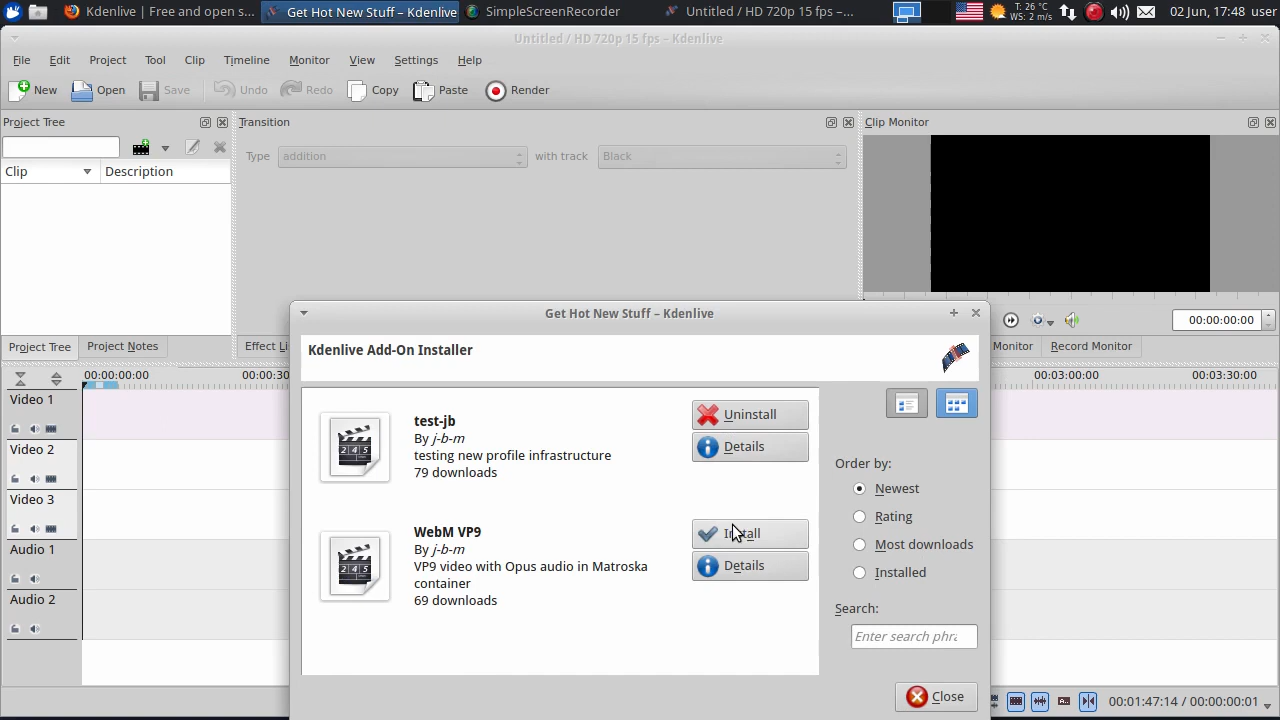 Kdenlive | Free and open s...
Get Hot New Stuff – Kdenlive
SimpleScreenRecorder
Untitled / HD 720p 15 fps –...
T: 26 °C
WS: 2 m/s
02 Jun, 17:48
user
Untitled / HD 720p 15 fps – Kdenlive
File Edit Project Tool Clip Timeline Monitor View Settings Help
New Open Save Undo Redo Copy Paste Render
Project Tree
Transition
Clip Monitor
Type addition with track Black
Clip Description
00:00:00:00
Project Tree Project Notes
Effect Li
Monitor Record Monitor
00:00:00:00 00:00:30 00:03:00:00 00:03:30:00
Video 1
Video 2
Video 3
Audio 1
Audio 2
Get Hot New Stuff – Kdenlive
Kdenlive Add-On Installer
test-jb
By j-b-m
testing new profile infrastructure
79 downloads
Uninstall
Details
WebM VP9
By j-b-m
VP9 video with Opus audio in Matroska
container
69 downloads
Install
Details
Order by:
Newest
Rating
Most downloads
Installed
Search:
Enter search phra
Close
00:01:47:14 / 00:00:00:01